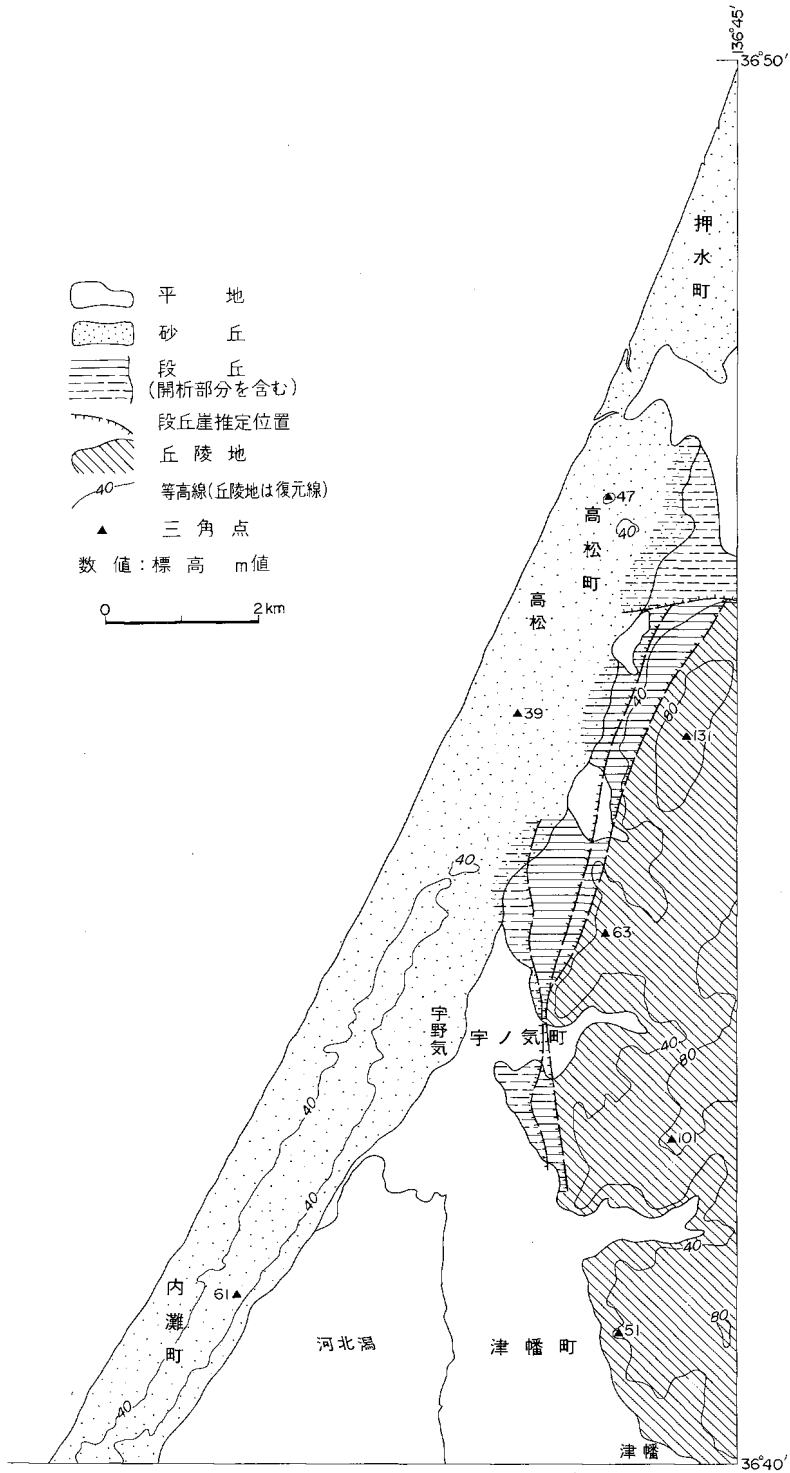 136°45′
36°50′
押水町
平地
砂丘
段丘
(開析部分を含む)
段丘崖推定位置
丘陵地
40
等高線(丘陵地は復元線)
三角点
数値:標高 m値
0 2km
47
40
高松町
高松
39
40
80
131
40
63
宇野気
宇ノ気町
40
80
40
101
40
40
61
内灘町
河北潟
津幡町
51
80
40
津幡
36°40′